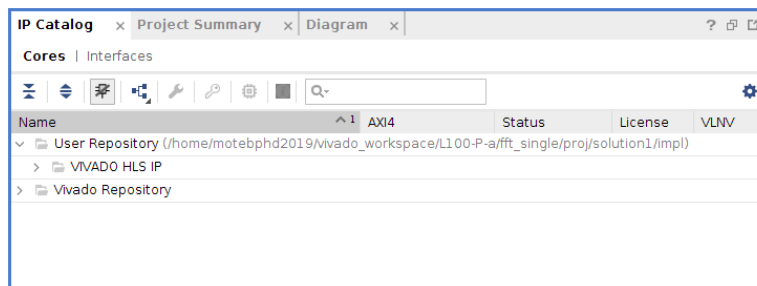 IP Catalog × Project Summary × Diagram × ?
Cores | Interfaces
Q
Name 1 AXI4 Status License VLNV
User Repository (/home/motebphd2019/vivado_workspace/L100-P-a/fft_single/proj/solution1/impl)
VIVADO HLS IP
Vivado Repository